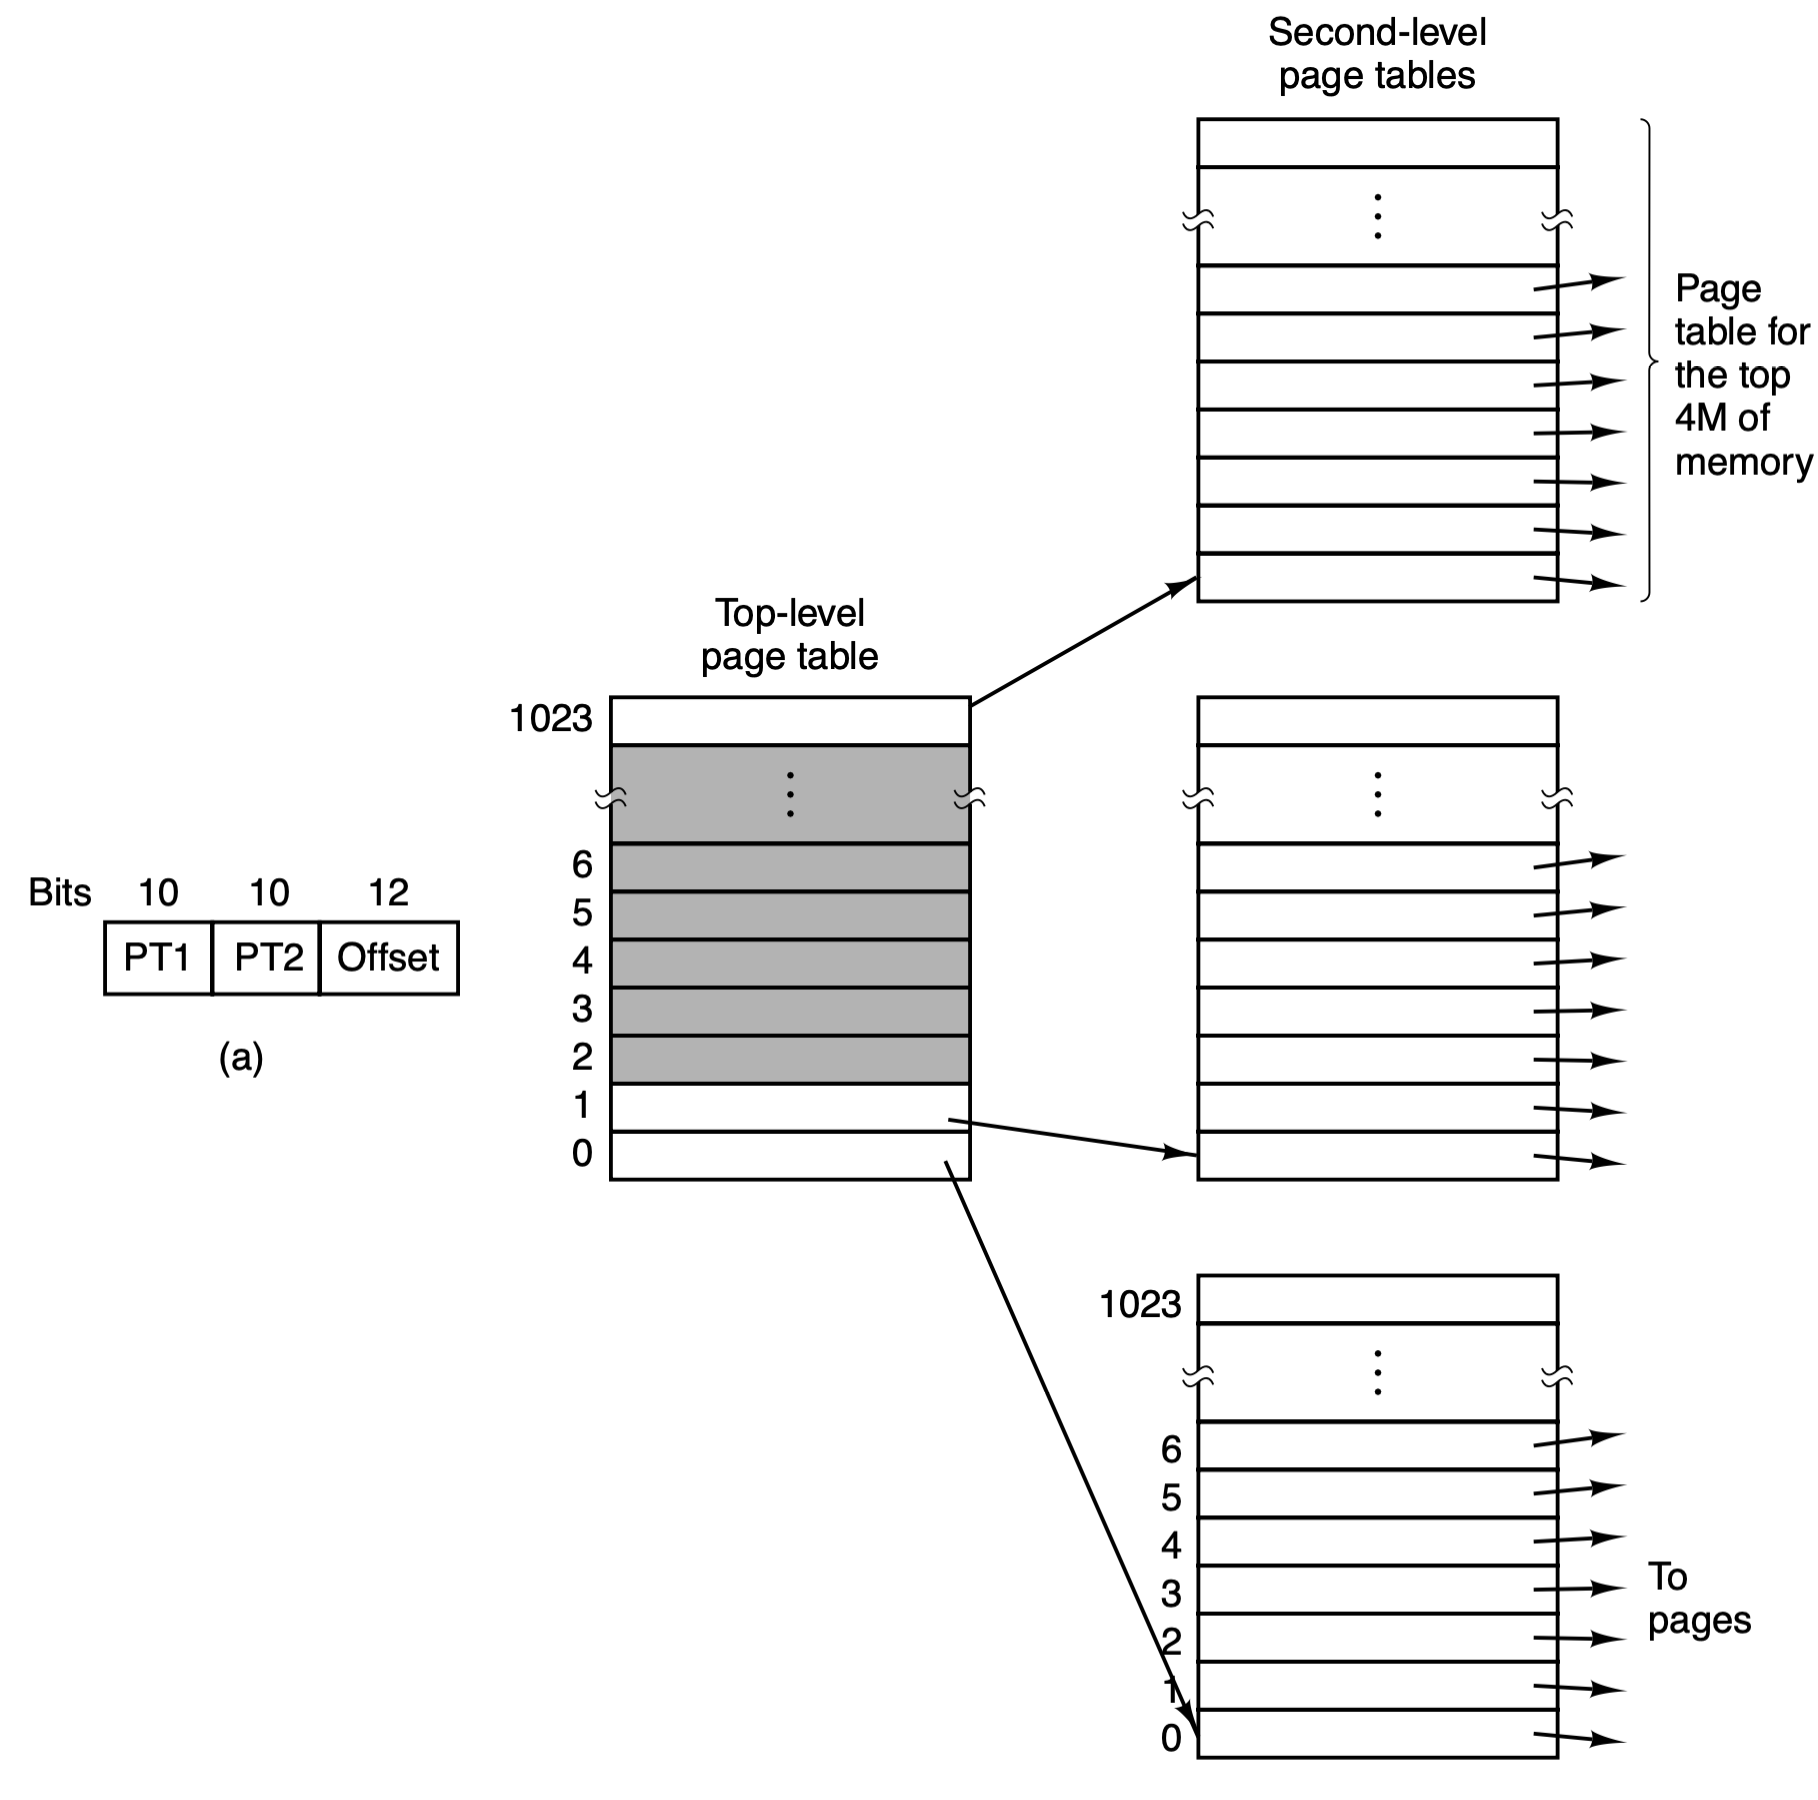 Second-level
page tables
Page
table for
the top
4M of
memory
Top-level
page table
1023
6
5
4
3
2
1
0
Bits 10 10 12
PT1 PT2 Offset
(a)
1023
6
5
4
3
2
1
0
To
pages